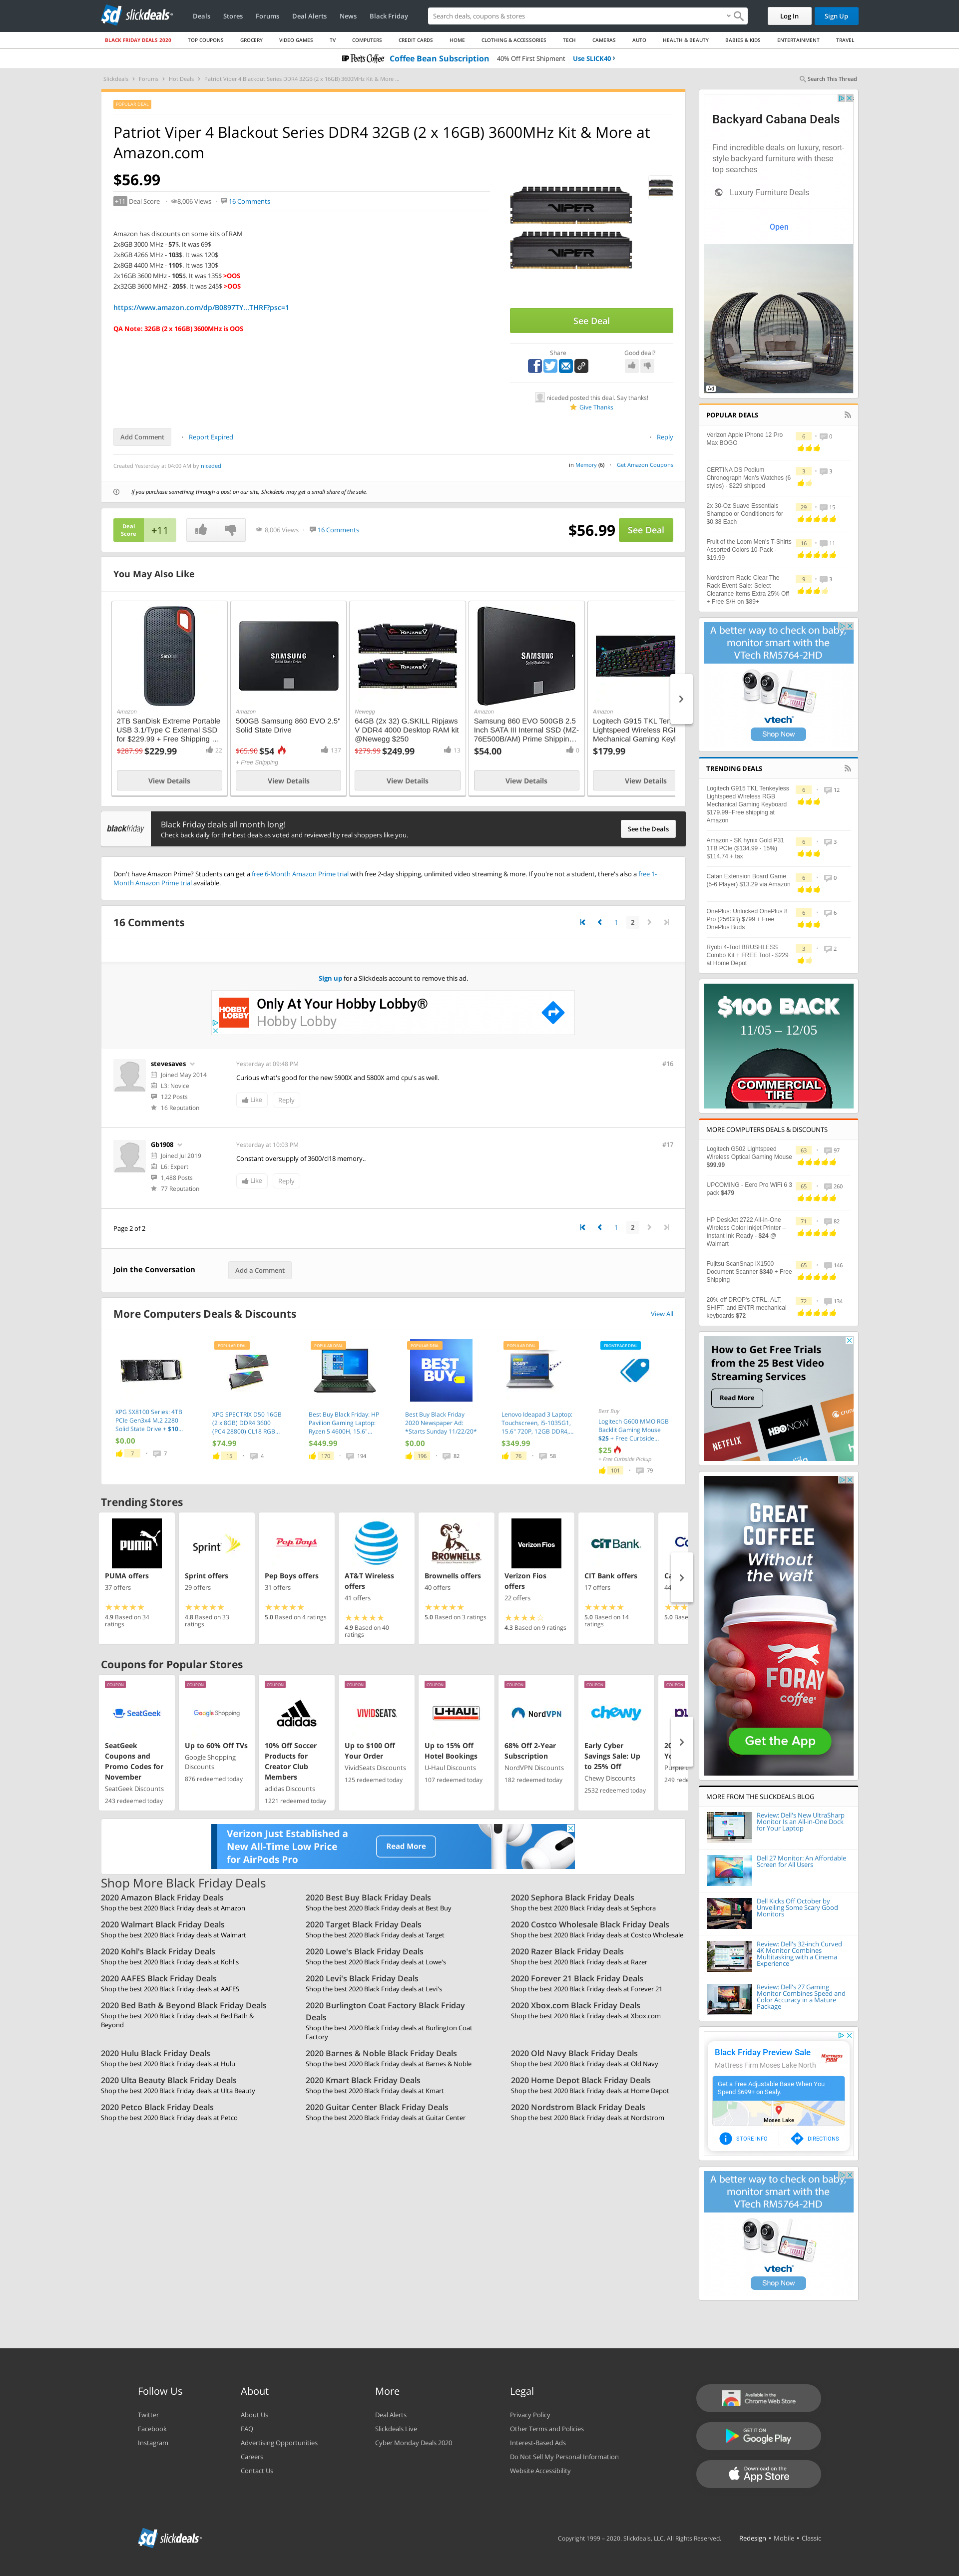 slickdeals
Deals
Stores
Forums
Deal Alerts
News
Black Friday
Search deals, coupons & stores
Log In
Sign Up
BLACK FRIDAY DEALS 2020
TOP COUPONS
GROCERY
VIDEO GAMES
TV
COMPUTERS
CREDIT CARDS
HOME
CLOTHING & ACCESSORIES
TECH
CAMERAS
AUTO
HEALTH & BEAUTY
BABIES & KIDS
ENTERTAINMENT
TRAVEL
Peet's Coffee Coffee Bean Subscription 40% Off First Shipment Use SLICK40
Slickdeals > Forums > Hot Deals > Patriot Viper 4 Blackout Series DDR4 32GB (2 x 16GB) 3600MHz Kit & More ...
Search This Thread
POPULAR DEAL
Patriot Viper 4 Blackout Series DDR4 32GB (2 x 16GB) 3600MHz Kit & More at
Amazon.com
$56.99
+11 Deal Score 8,006 Views 16 Comments
Amazon has discounts on some kits of RAM
2x8GB 3000 MHz - 57$. It was 69$
2x8GB 4266 MHz - 103$. It was 120$
2x8GB 4400 MHz - 110$. It was 130$
2x16GB 3600 MHz - 105$. It was 135$ >OOS
2x32GB 3600 MHZ - 205$. It was 245$ >OOS
https://www.amazon.com/dp/B0897TY...THRF?psc=1
QA Note: 32GB (2 x 16GB) 3600MHz is OOS
VIPER
VIPER
See Deal
Share
Good deal?
niceded posted this deal. Say thanks!
Give Thanks
Add Comment
Report Expired
Reply
Created Yesterday at 04:00 AM by niceded
in Memory (6) Get Amazon Coupons
If you purchase something through a post on our site, Slickdeals may get a small share of the sale.
Deal Score +11
8,006 Views 16 Comments
$56.99 See Deal
You May Also Like
SanDisk
Amazon
2TB SanDisk Extreme Portable
USB 3.1/Type C External SSD
for $229.99 + Free Shipping ...
$287.99 $229.99 22
View Details
SAMSUNG
Solid State Drive
Amazon
500GB Samsung 860 EVO 2.5"
Solid State Drive
$65.90 $54 137
+ Free Shipping
View Details
Newegg
64GB (2x 32) G.SKILL Ripjaws
V DDR4 4000 Desktop RAM kit
@Newegg $250
$279.99 $249.99 13
View Details
SAMSUNG
Solid State Drive
Amazon
Samsung 860 EVO 500GB 2.5
Inch SATA III Internal SSD (MZ-
76E500B/AM) Prime Shippin...
$54.00 0
View Details
Amazon
Logitech G915 TKL Ten
Lightspeed Wireless RGB
Mechanical Gaming Keyl
$179.99
View Details
blackfriday
Black Friday deals all month long!
Check back daily for the best deals as voted and reviewed by real shoppers like you.
See the Deals
Don't have Amazon Prime? Students can get a free 6-Month Amazon Prime trial with free 2-day shipping, unlimited video streaming & more. If you're not a student, there's also a free 1-
Month Amazon Prime trial available.
16 Comments
1 2
Sign up for a Slickdeals account to remove this ad.
HOBBY LOBBY
Only At Your Hobby Lobby®
Hobby Lobby
stevesaves
Joined May 2014
L3: Novice
122 Posts
16 Reputation
Yesterday at 09:48 PM
#16
Curious what's good for the new 5900X and 5800X amd cpu's as well.
Like Reply
Gb1908
Joined Jul 2019
L6: Expert
1,488 Posts
77 Reputation
Yesterday at 10:03 PM
#17
Constant oversupply of 3600/cl18 memory..
Like Reply
Page 2 of 2
1 2
Join the Conversation
Add a Comment
More Computers Deals & Discounts
View All
XPG SX8100 Series: 4TB
PCIe Gen3x4 M.2 2280
Solid State Drive + $10...
$0.00
7 7
POPULAR DEAL
XPG SPECTRIX D50 16GB
(2 x 8GB) DDR4 3600
(PC4 28800) CL18 RGB...
$74.99
15 4
POPULAR DEAL
Best Buy Black Friday: HP
Pavilion Gaming Laptop:
Ryzen 5 4600H, 15.6"...
$449.99
170 194
POPULAR DEAL
BEST BUY
Best Buy Black Friday
2020 Newspaper Ad:
*Starts Sunday 11/22/20*
$0.00
196 82
POPULAR DEAL
Lenovo Ideapad 3 Laptop:
Touchscreen, i5-1035G1,
15.6" 720P, 12GB DDR4,...
$349.99
76 58
FRONTPAGE DEAL
Best Buy
Logitech G600 MMO RGB
Backlit Gaming Mouse
$25 + Free Curbside...
$25
+ Free Curbside Pickup
101 79
Trending Stores
PUMA offers
37 offers
4.9 Based on 34 ratings
Sprint offers
29 offers
4.8 Based on 33 ratings
Pep Boys offers
31 offers
5.0 Based on 4 ratings
AT&T Wireless offers
41 offers
4.9 Based on 40 ratings
Brownells offers
40 offers
5.0 Based on 3 ratings
Verizon Fios offers
22 offers
4.3 Based on 9 ratings
CIT Bank offers
17 offers
5.0 Based on 14 ratings
Coupons for Popular Stores
COUPON
SeatGeek
SeatGeek Coupons and Promo Codes for November
SeatGeek Discounts
243 redeemed today
COUPON
Google Shopping
Up to 60% Off TVs
Google Shopping Discounts
876 redeemed today
COUPON
adidas
10% Off Soccer Products for Creator Club Members
adidas Discounts
1221 redeemed today
COUPON
VIVIDSEATS
Up to $100 Off Your Order
VividSeats Discounts
125 redeemed today
COUPON
U-HAUL
Up to 15% Off Hotel Bookings
U-Haul Discounts
107 redeemed today
COUPON
NordVPN
68% Off 2-Year Subscription
NordVPN Discounts
182 redeemed today
COUPON
chewy
Early Cyber Savings Sale: Up to 25% Off
Chewy Discounts
2532 redeemed today
COUPON
Verizon Just Established a
New All-Time Low Price
for AirPods Pro
Read More
Shop More Black Friday Deals
2020 Amazon Black Friday Deals
Shop the best 2020 Black Friday deals at Amazon
2020 Best Buy Black Friday Deals
Shop the best 2020 Black Friday deals at Best Buy
2020 Sephora Black Friday Deals
Shop the best 2020 Black Friday deals at Sephora
2020 Walmart Black Friday Deals
Shop the best 2020 Black Friday deals at Walmart
2020 Target Black Friday Deals
Shop the best 2020 Black Friday deals at Target
2020 Costco Wholesale Black Friday Deals
Shop the best 2020 Black Friday deals at Costco Wholesale
2020 Kohl's Black Friday Deals
Shop the best 2020 Black Friday deals at Kohl's
2020 Lowe's Black Friday Deals
Shop the best 2020 Black Friday deals at Lowe's
2020 Razer Black Friday Deals
Shop the best 2020 Black Friday deals at Razer
2020 AAFES Black Friday Deals
Shop the best 2020 Black Friday deals at AAFES
2020 Levi's Black Friday Deals
Shop the best 2020 Black Friday deals at Levi's
2020 Forever 21 Black Friday Deals
Shop the best 2020 Black Friday deals at Forever 21
2020 Bed Bath & Beyond Black Friday Deals
Shop the best 2020 Black Friday deals at Bed Bath &
Beyond
2020 Burlington Coat Factory Black Friday
Deals
Shop the best 2020 Black Friday deals at Burlington Coat
Factory
2020 Xbox.com Black Friday Deals
Shop the best 2020 Black Friday deals at Xbox.com
2020 Hulu Black Friday Deals
Shop the best 2020 Black Friday deals at Hulu
2020 Barnes & Noble Black Friday Deals
Shop the best 2020 Black Friday deals at Barnes & Noble
2020 Old Navy Black Friday Deals
Shop the best 2020 Black Friday deals at Old Navy
2020 Ulta Beauty Black Friday Deals
Shop the best 2020 Black Friday deals at Ulta Beauty
2020 Kmart Black Friday Deals
Shop the best 2020 Black Friday deals at Kmart
2020 Home Depot Black Friday Deals
Shop the best 2020 Black Friday deals at Home Depot
2020 Petco Black Friday Deals
Shop the best 2020 Black Friday deals at Petco
2020 Guitar Center Black Friday Deals
Shop the best 2020 Black Friday deals at Guitar Center
2020 Nordstrom Black Friday Deals
Shop the best 2020 Black Friday deals at Nordstrom
Backyard Cabana Deals
Find incredible deals on luxury, resort-
style backyard furniture with these
top searches
Luxury Furniture Deals
Open
Ad
POPULAR DEALS
Verizon Apple iPhone 12 Pro
Max BOGO
6 0
CERTINA DS Podium
Chronograph Men's Watches (6
styles) - $229 shipped
3 3
2x 30-Oz Suave Essentials
Shampoo or Conditioners for
$0.38 Each
29 15
Fruit of the Loom Men's T-Shirts
Assorted Colors 10-Pack -
$19.99
16 11
Nordstrom Rack: Clear The
Rack Event Sale: Select
Clearance Items Extra 25% Off
+ Free S/H on $89+
9 3
A better way to check on baby,
monitor smart with the
VTech RM5764-2HD
vtech
Shop Now
TRENDING DEALS
Logitech G915 TKL Tenkeyless
Lightspeed Wireless RGB
Mechanical Gaming Keyboard
$179.99+Free shipping at
Amazon
6 12
Amazon - SK hynix Gold P31
1TB PCIe ($134.99 - 15%)
$114.74 + tax
6 3
Catan Extension Board Game
(5-6 Player) $13.29 via Amazon
6 0
OnePlus: Unlocked OnePlus 8
Pro (256GB) $799 + Free
OnePlus Buds
6 6
Ryobi 4-Tool BRUSHLESS
Combo Kit + FREE Tool - $229
at Home Depot
3 2
$100 BACK
11/05 – 12/05
COMMERCIAL
TIRE
MORE COMPUTERS DEALS & DISCOUNTS
Logitech G502 Lightspeed
Wireless Optical Gaming Mouse
$99.99
63 97
UPCOMING - Eero Pro WiFi 6 3
pack $479
65 260
HP DeskJet 2722 All-in-One
Wireless Color Inkjet Printer –
Instant Ink Ready - $24 @
Walmart
71 82
Fujitsu ScanSnap iX1500
Document Scanner $340 + Free
Shipping
65 146
20% off DROP's CTRL, ALT,
SHIFT, and ENTR mechanical
keyboards $72
72 134
How to Get Free Trials
from the 25 Best Video
Streaming Services
Read More
NETFLIX
HBO NOW
GREAT
COFFEE
Without
the wait
FORAY
coffee
Get the App
MORE FROM THE SLICKDEALS BLOG
Review: Dell's New UltraSharp
Monitor Is an All-in-One Dock
for Your Laptop
Dell 27 Monitor: An Affordable
Screen for All Users
Dell Kicks Off October by
Unveiling Some Scary Good
Monitors
Review: Dell's 32-inch Curved
4K Monitor Combines
Multitasking with a Cinema
Experience
Review: Dell's 27 Gaming
Monitor Combines Speed and
Color Accuracy in a Mature
Package
Black Friday Preview Sale
Mattress Firm Moses Lake North
Get a Free Adjustable Base When You
Spend $699+ on Sealy.
Moses Lake
STORE INFO
DIRECTIONS
A better way to check on baby,
monitor smart with the
VTech RM5764-2HD
vtech
Shop Now
Follow Us
Twitter
Facebook
Instagram
About
About Us
FAQ
Advertising Opportunities
Careers
Contact Us
More
Deal Alerts
Slickdeals Live
Cyber Monday Deals 2020
Legal
Privacy Policy
Other Terms and Policies
Interest-Based Ads
Do Not Sell My Personal Information
Website Accessibility
Available in the
Chrome Web Store
GET IT ON
Google Play
Download on the
App Store
slickdeals
Copyright 1999 – 2020. Slickdeals, LLC. All Rights Reserved.
Redesign • Mobile • Classic